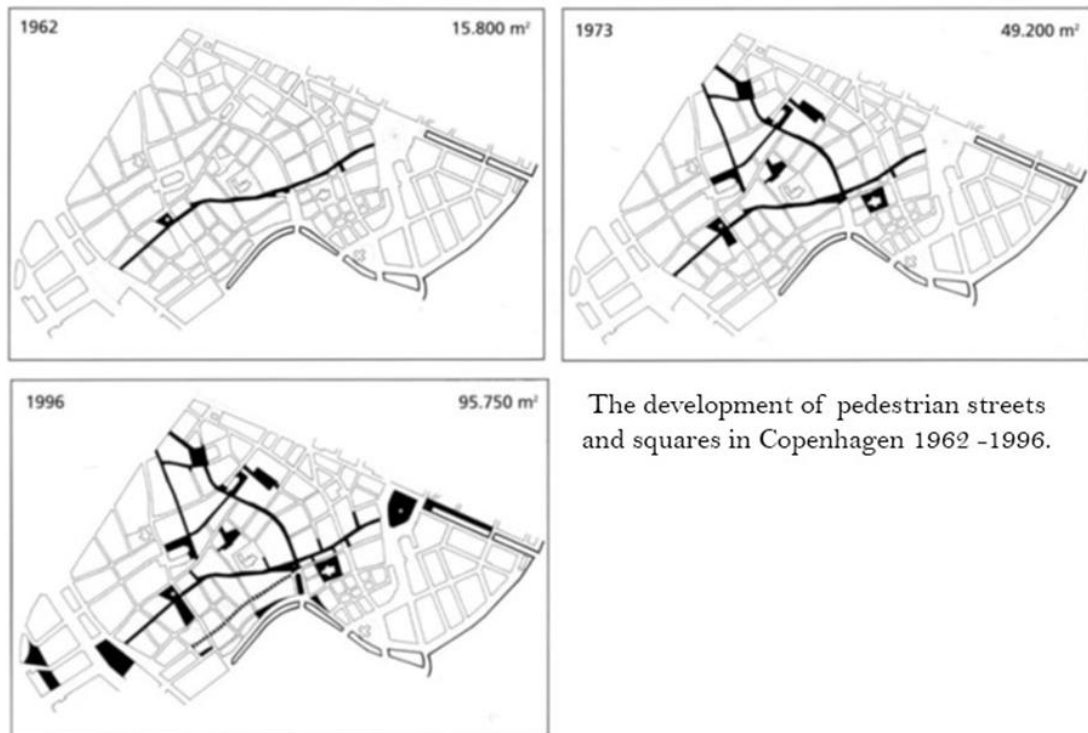 1962 15.800 m²
1973 49.200 m²
1996 95.750 m²
The development of pedestrian streets
and squares in Copenhagen 1962 -1996.